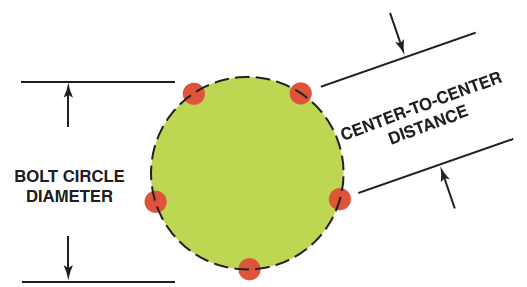 CENTER-TO-CENTER
DISTANCE
BOLT CIRCLE
DIAMETER